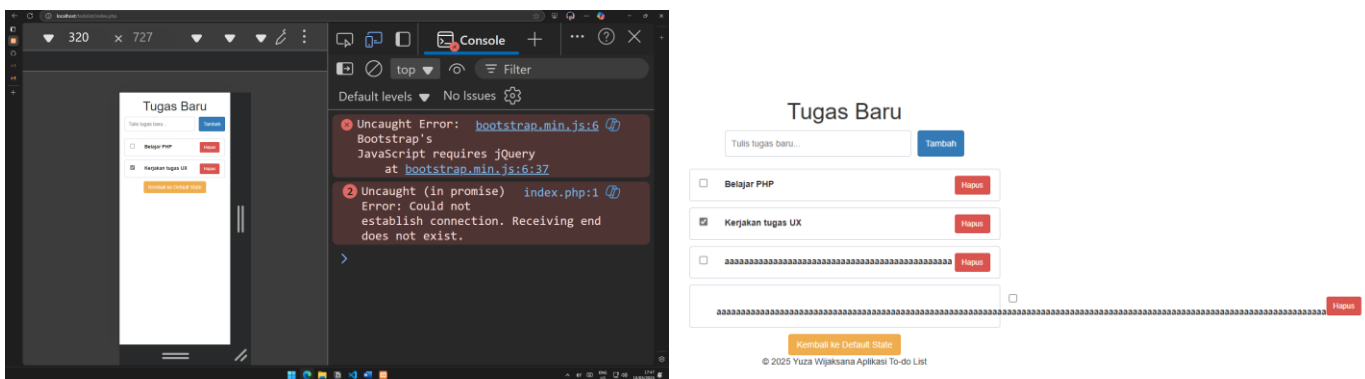 localhost/todolist/index.php
320 × 727
Console
top
Filter
Default levels
No Issues
Uncaught Error: bootstrap.min.js:6
Bootstrap's
JavaScript requires jQuery
at bootstrap.min.js:6:37
2 Uncaught (in promise) index.php:1
Error: Could not
establish connection. Receiving end
does not exist.
Tugas Baru
Tulis tugas baru...
Tambah
Belajar PHP
Hapus
Kerjakan tugas UX
Hapus
Kembali ke Default State
17:47
Tugas Baru
Tulis tugas baru...
Tambah
Belajar PHP
Hapus
Kerjakan tugas UX
Hapus
Hapus
Hapus
Kembali ke Default State
© 2025 Yuza Wijaksana Aplikasi To-do List